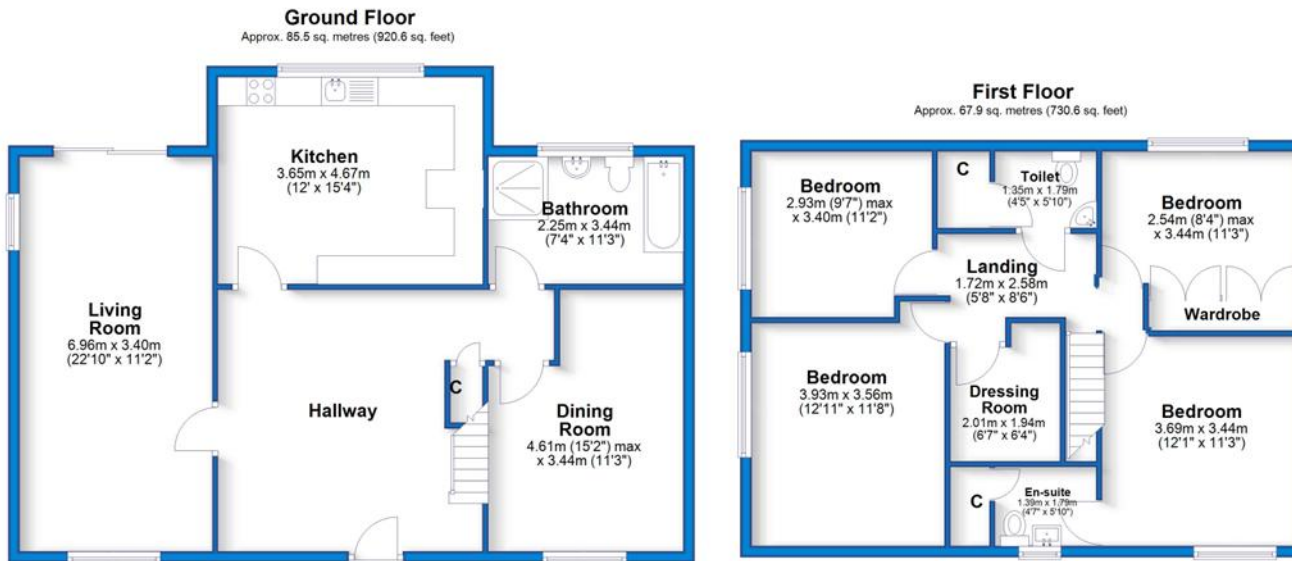 Ground Floor
Approx. 85.5 sq. metres (920.6 sq. feet)
Kitchen
3.65m x 4.67m
(12' x 15'4")
Bathroom
2.25m x 3.44m
(7'4" x 11'3")
Living
Room
6.96m x 3.40m
(22'10" x 11'2")
Hallway
C
Dining
Room
4.61m (15'2") max
x 3.44m (11'3")
First Floor
Approx. 67.9 sq. metres (730.6 sq. feet)
Bedroom
2.93m (9'7") max
x 3.40m (11'2")
C
Toilet
1.35m x 1.79m
(4'5" x 5'10")
Bedroom
2.54m (8'4") max
x 3.44m (11'3")
Wardrobe
Landing
1.72m x 2.58m
(5'8" x 8'6")
Bedroom
3.93m x 3.56m
(12'11" x 11'8")
Dressing
Room
2.01m x 1.94m
(6'7" x 6'4")
Bedroom
3.69m x 3.44m
(12'1" x 11'3")
C
En-suite
1.39m x 1.79m
(4'7" x 5'10")